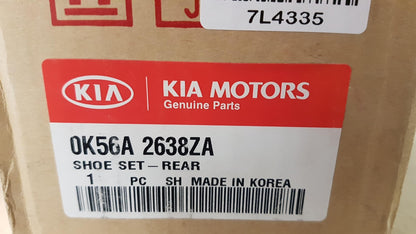 7L4335
KIA KIA MOTORS
Genuine Parts
0K56A 2638ZA
SHOE SET-REAR
1 PC SH MADE IN KOREA